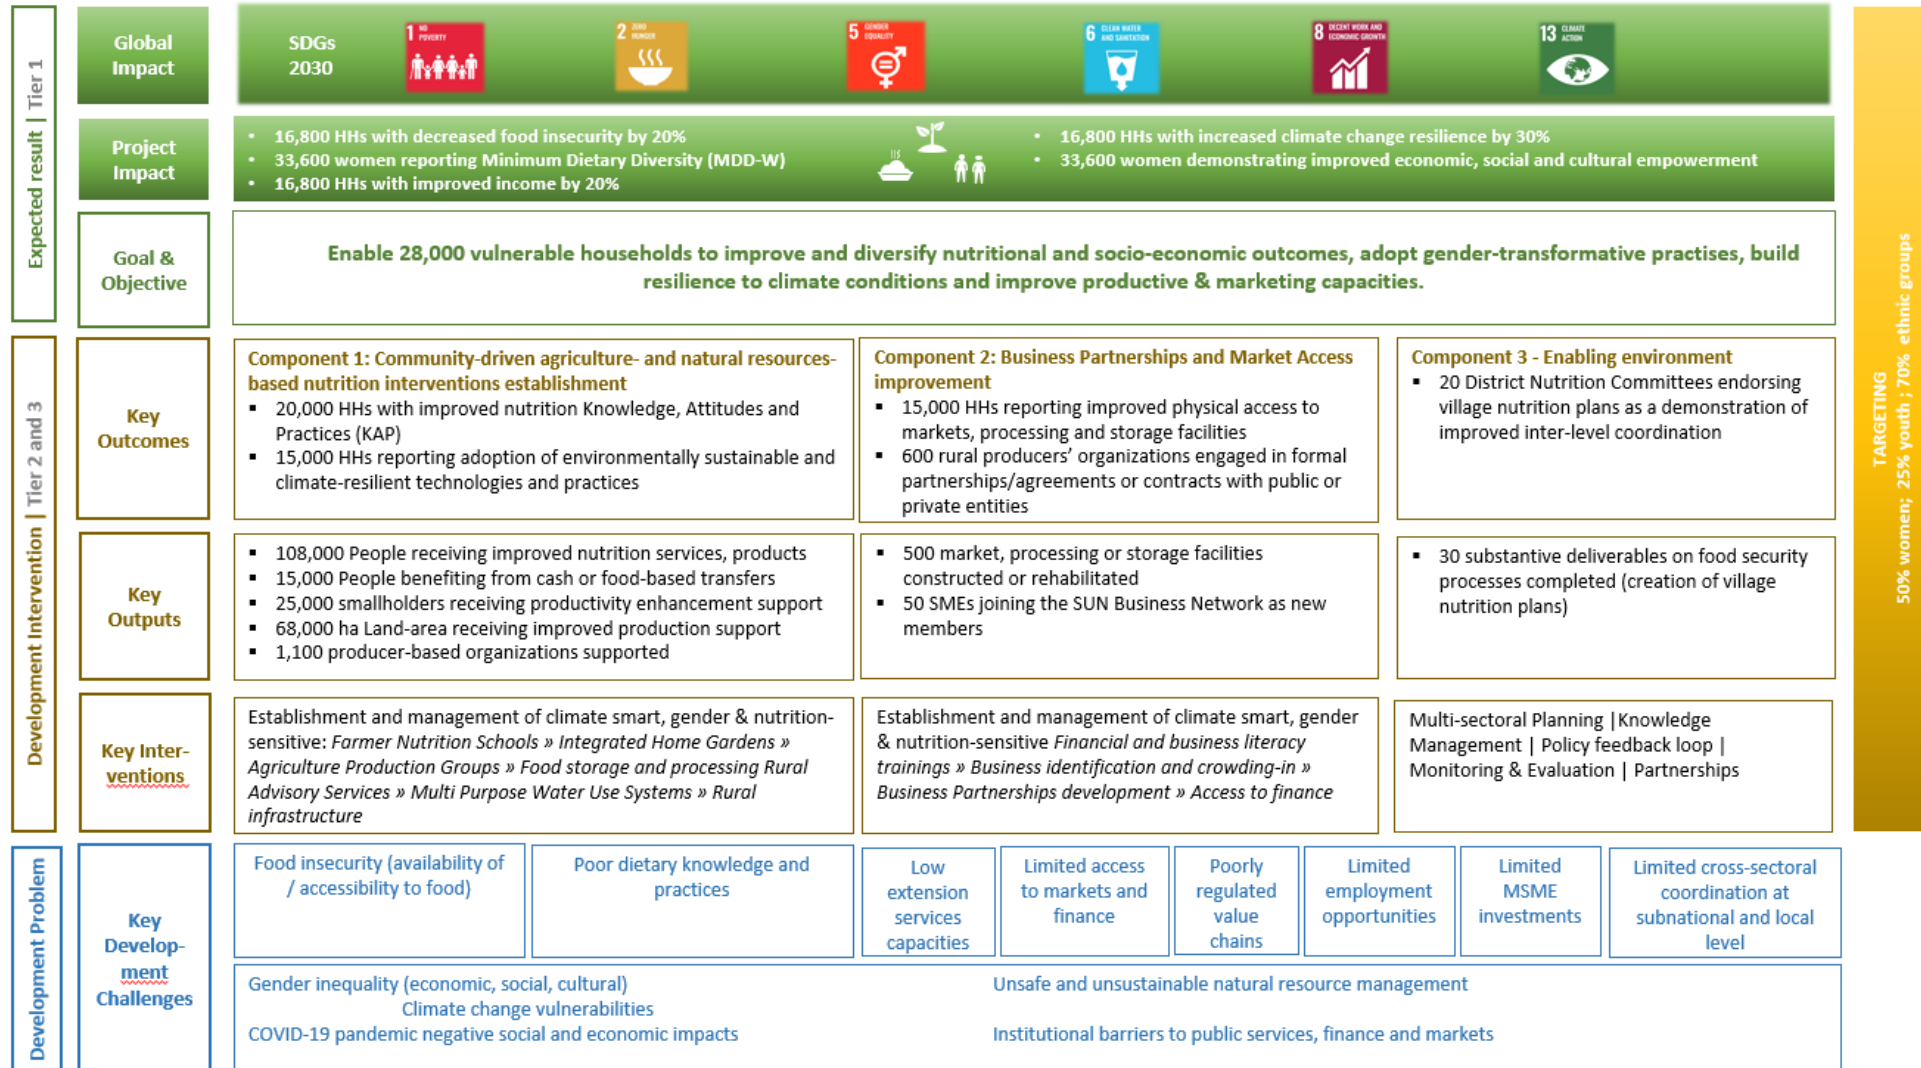 Expected result | Tier 1
Global
Impact
SDGs
2030
1 NO
POVERTY
2 ZERO
HUNGER
5 GENDER
EQUALITY
6 CLEAN WATER
AND SANITATION
8 DECENT WORK AND
ECONOMIC GROWTH
13 CLIMATE
ACTION
Project
Impact
• 16,800 HHs with decreased food insecurity by 20%
• 33,600 women reporting Minimum Dietary Diversity (MDD-W)
• 16,800 HHs with improved income by 20%
• 16,800 HHs with increased climate change resilience by 30%
• 33,600 women demonstrating improved economic, social and cultural empowerment
Goal &
Objective
Enable 28,000 vulnerable households to improve and diversify nutritional and socio-economic outcomes, adopt gender-transformative practises, build
resilience to climate conditions and improve productive & marketing capacities.
Development Intervention | Tier 2 and 3
Key
Outcomes
Component 1: Community-driven agriculture- and natural resources-
based nutrition interventions establishment
▪ 20,000 HHs with improved nutrition Knowledge, Attitudes and
Practices (KAP)
▪ 15,000 HHs reporting adoption of environmentally sustainable and
climate-resilient technologies and practices
Component 2: Business Partnerships and Market Access
improvement
▪ 15,000 HHs reporting improved physical access to
markets, processing and storage facilities
▪ 600 rural producers’ organizations engaged in formal
partnerships/agreements or contracts with public or
private entities
Component 3 - Enabling environment
▪ 20 District Nutrition Committees endorsing
village nutrition plans as a demonstration of
improved inter-level coordination
Key
Outputs
▪ 108,000 People receiving improved nutrition services, products
▪ 15,000 People benefiting from cash or food-based transfers
▪ 25,000 smallholders receiving productivity enhancement support
▪ 68,000 ha Land-area receiving improved production support
▪ 1,100 producer-based organizations supported
▪ 500 market, processing or storage facilities
constructed or rehabilitated
▪ 50 SMEs joining the SUN Business Network as new
members
▪ 30 substantive deliverables on food security
processes completed (creation of village
nutrition plans)
Key Inter-
ventions
Establishment and management of climate smart, gender & nutrition-
sensitive: Farmer Nutrition Schools » Integrated Home Gardens »
Agriculture Production Groups » Food storage and processing Rural
Advisory Services » Multi Purpose Water Use Systems » Rural
infrastructure
Establishment and management of climate smart, gender
& nutrition-sensitive Financial and business literacy
trainings » Business identification and crowding-in »
Business Partnerships development » Access to finance
Multi-sectoral Planning |Knowledge
Management | Policy feedback loop |
Monitoring & Evaluation | Partnerships
TARGETING
50% women; 25% youth ; 70% ethnic groups
Development Problem
Key
Develop-
ment
Challenges
Food insecurity (availability of
/ accessibility to food)
Poor dietary knowledge and
practices
Low
extension
services
capacities
Limited access
to markets and
finance
Poorly
regulated
value
chains
Limited
employment
opportunities
Limited
MSME
investments
Limited cross-sectoral
coordination at
subnational and local
level
Gender inequality (economic, social, cultural)
Climate change vulnerabilities
COVID-19 pandemic negative social and economic impacts
Unsafe and unsustainable natural resource management
Institutional barriers to public services, finance and markets